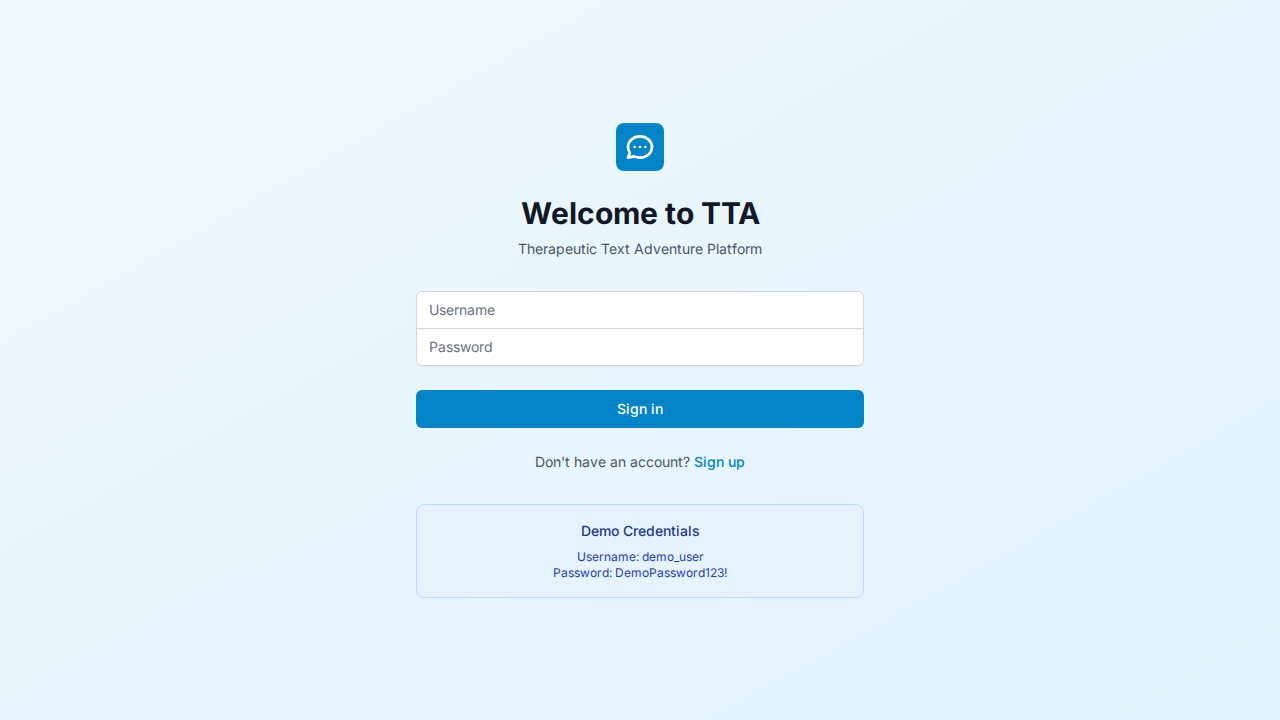 Welcome to TTA
Therapeutic Text Adventure Platform
Username
Password
Sign in
Don't have an account? Sign up
Demo Credentials
Username: demo_user
Password: DemoPassword123!